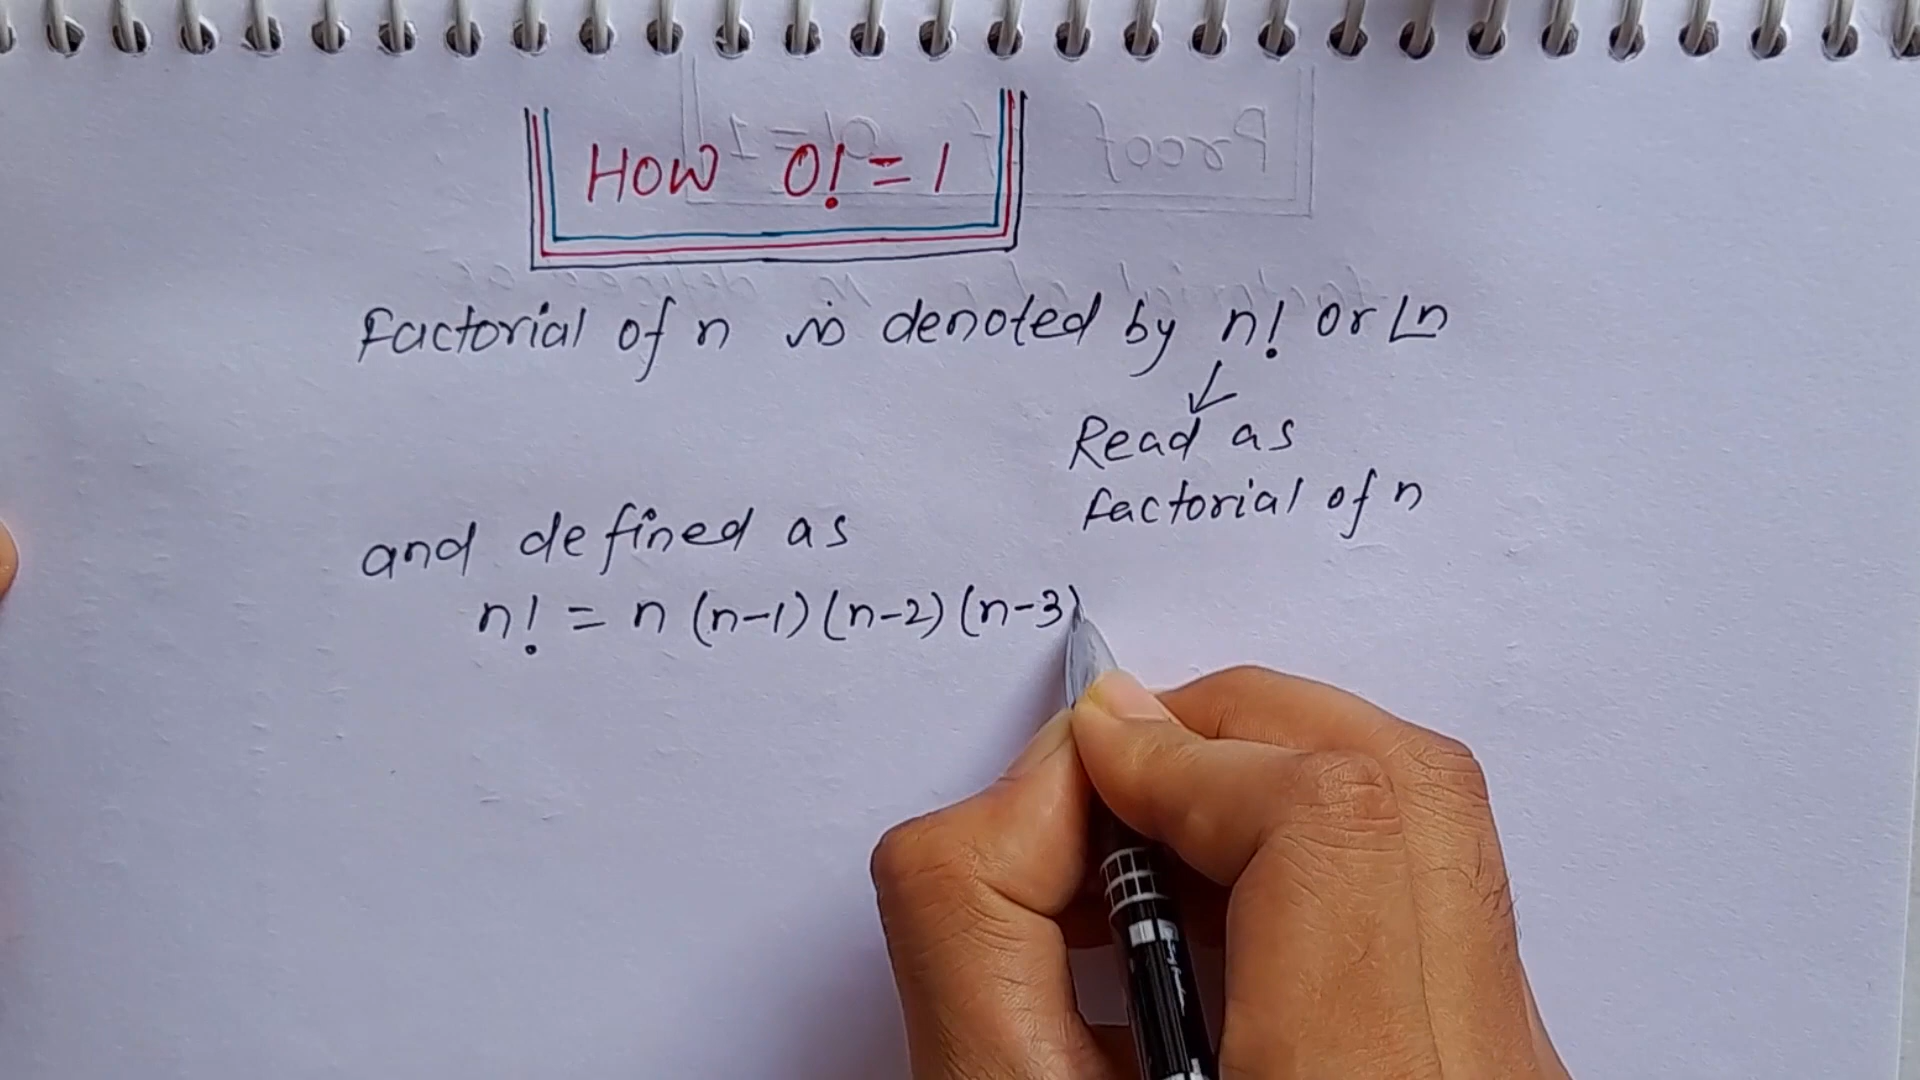 HOW 0! = 1
Factorial of n is denoted by n! or ⌊n
Read as
factorial of n
and defined as
n! = n (n-1) (n-2) (n-3)